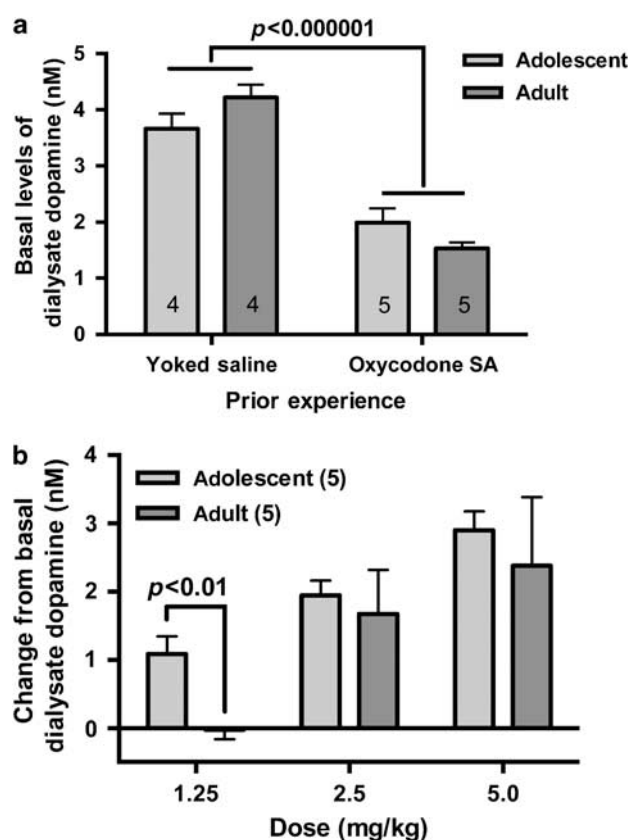 a
p<0.000001
Adolescent
Adult
Basal levels of
dialysate dopamine (nM)
5
4
3
2
1
0
4
4
5
5
Yoked saline
Oxycodone SA
Prior experience
b
Adolescent (5)
Adult (5)
p<0.01
Change from basal
dialysate dopamine (nM)
4
3
2
1
0
1.25
2.5
5.0
Dose (mg/kg)